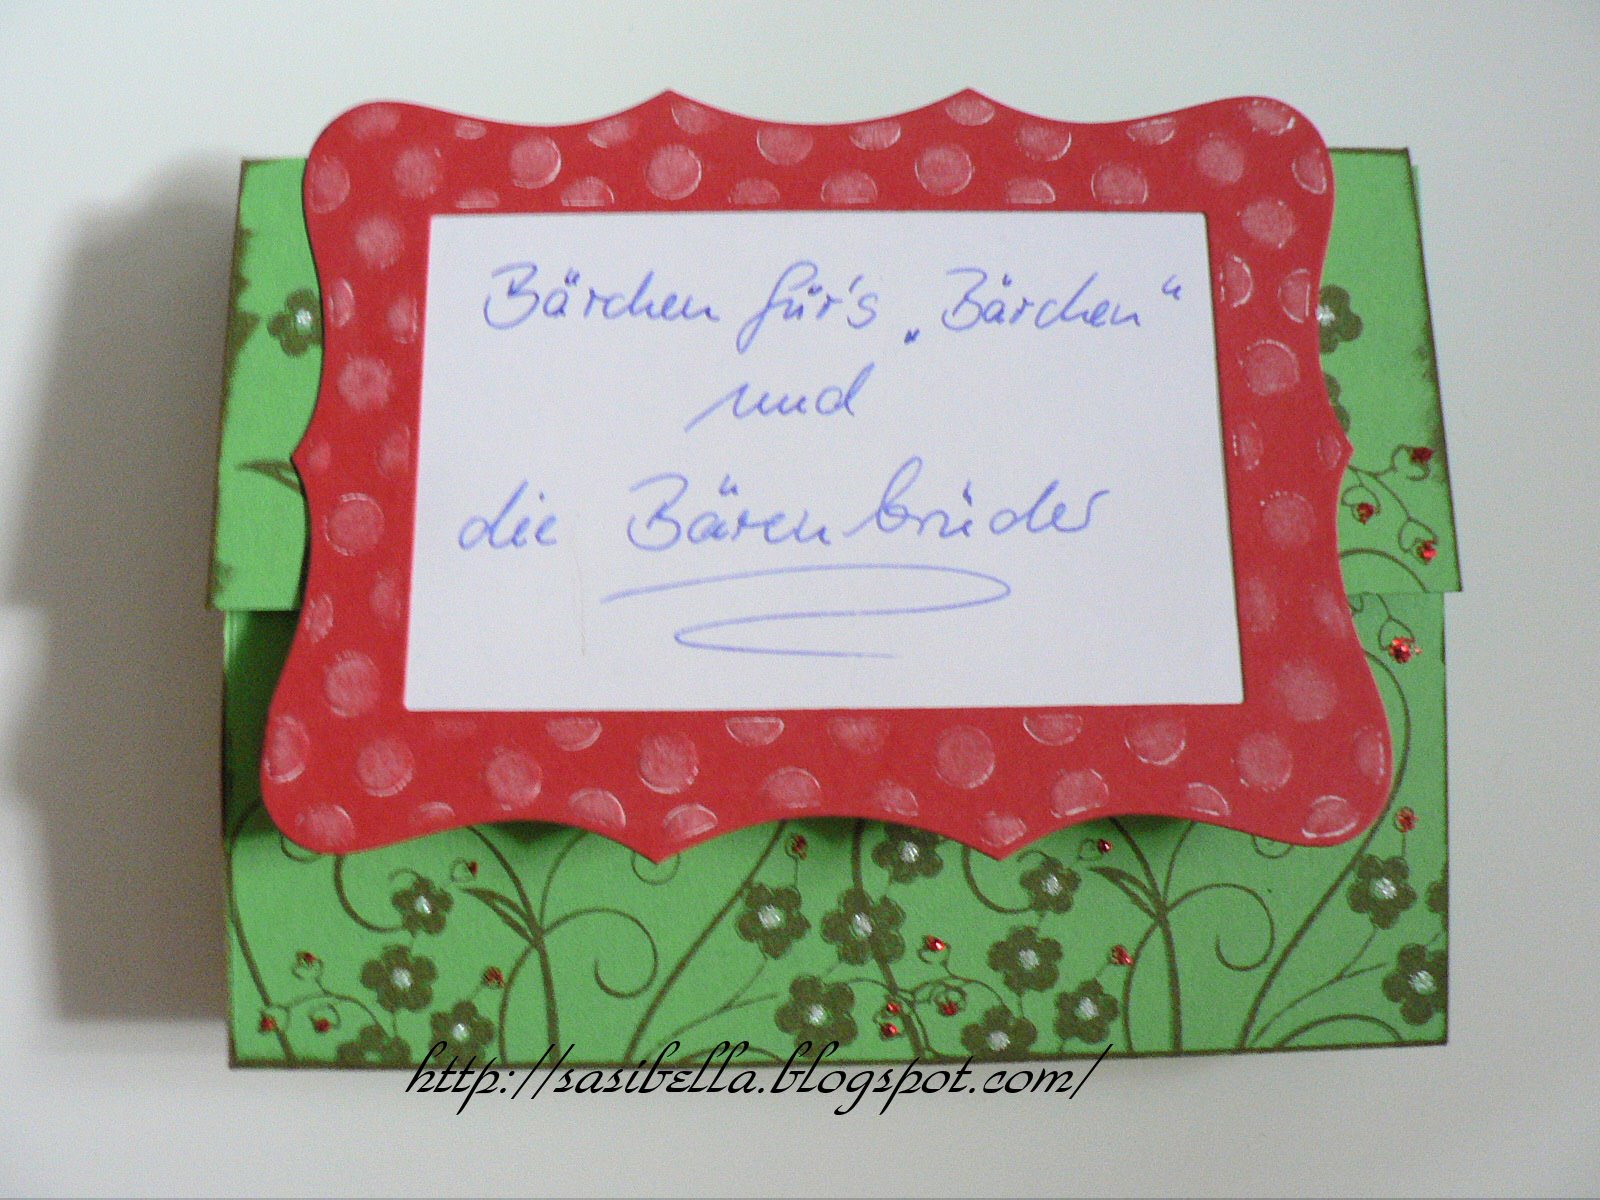 Bärchen für's „Bärchen“
und
die Bärenbrüder
http://sasibella.blogspot.com/